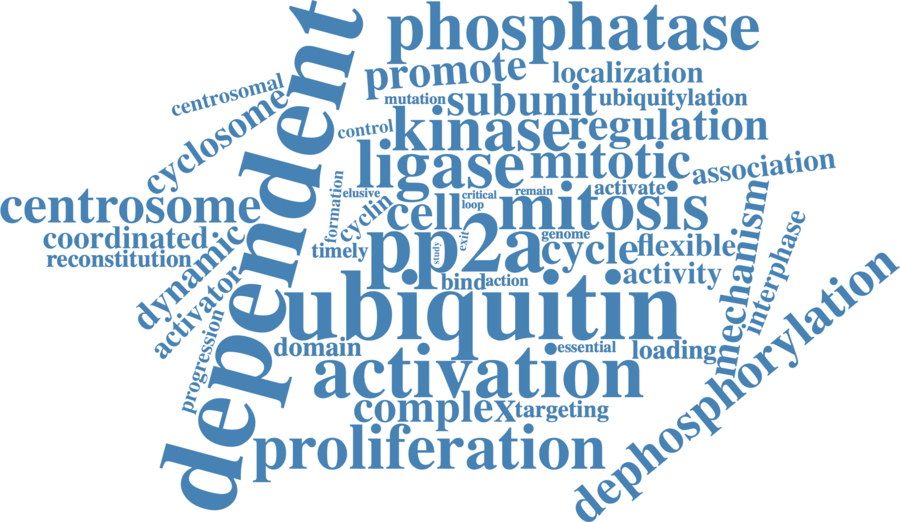 dependent
phosphatase
promote
localization
centrosomal
mutation
subunit
ubiquitylation
cyclosome
control
kinase
regulation
ligase
mitotic
association
formation
elusive
critical
remain
activate
loop
centrosome
cyclin
cell
mitosis
mechanism
interphase
coordinated
timely
pp2a
study
exit
genome
cycle
flexible
reconstitution
dynamic
bind
action
activity
activator
ubiquitin
progression
domain
essential
loading
dephosphorylation
activation
complex
targeting
proliferation